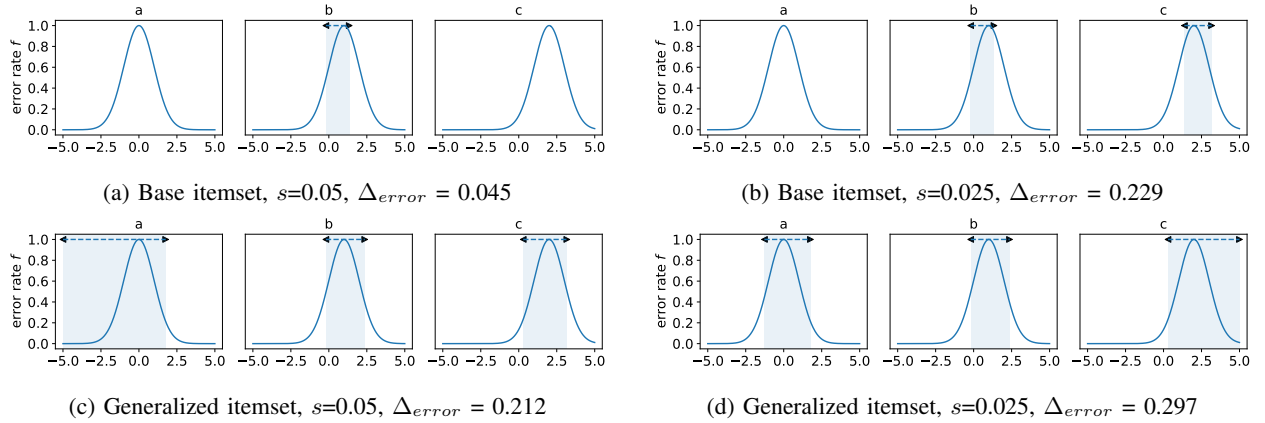 a b c a b c
error rate f
1.0
0.8
0.6
0.4
0.2
0.0
−5.0 −2.5 0.0 2.5 5.0 −5.0 −2.5 0.0 2.5 5.0 −5.0 −2.5 0.0 2.5 5.0
(a) Base itemset, s=0.05, Δerror = 0.045
error rate f
1.0
0.8
0.6
0.4
0.2
0.0
−5.0 −2.5 0.0 2.5 5.0 −5.0 −2.5 0.0 2.5 5.0 −5.0 −2.5 0.0 2.5 5.0
(b) Base itemset, s=0.025, Δerror = 0.229
a b c a b c
error rate f
1.0
0.8
0.6
0.4
0.2
0.0
−5.0 −2.5 0.0 2.5 5.0 −5.0 −2.5 0.0 2.5 5.0 −5.0 −2.5 0.0 2.5 5.0
(c) Generalized itemset, s=0.05, Δerror = 0.212
error rate f
1.0
0.8
0.6
0.4
0.2
0.0
−5.0 −2.5 0.0 2.5 5.0 −5.0 −2.5 0.0 2.5 5.0 −5.0 −2.5 0.0 2.5 5.0
(d) Generalized itemset, s=0.025, Δerror = 0.297